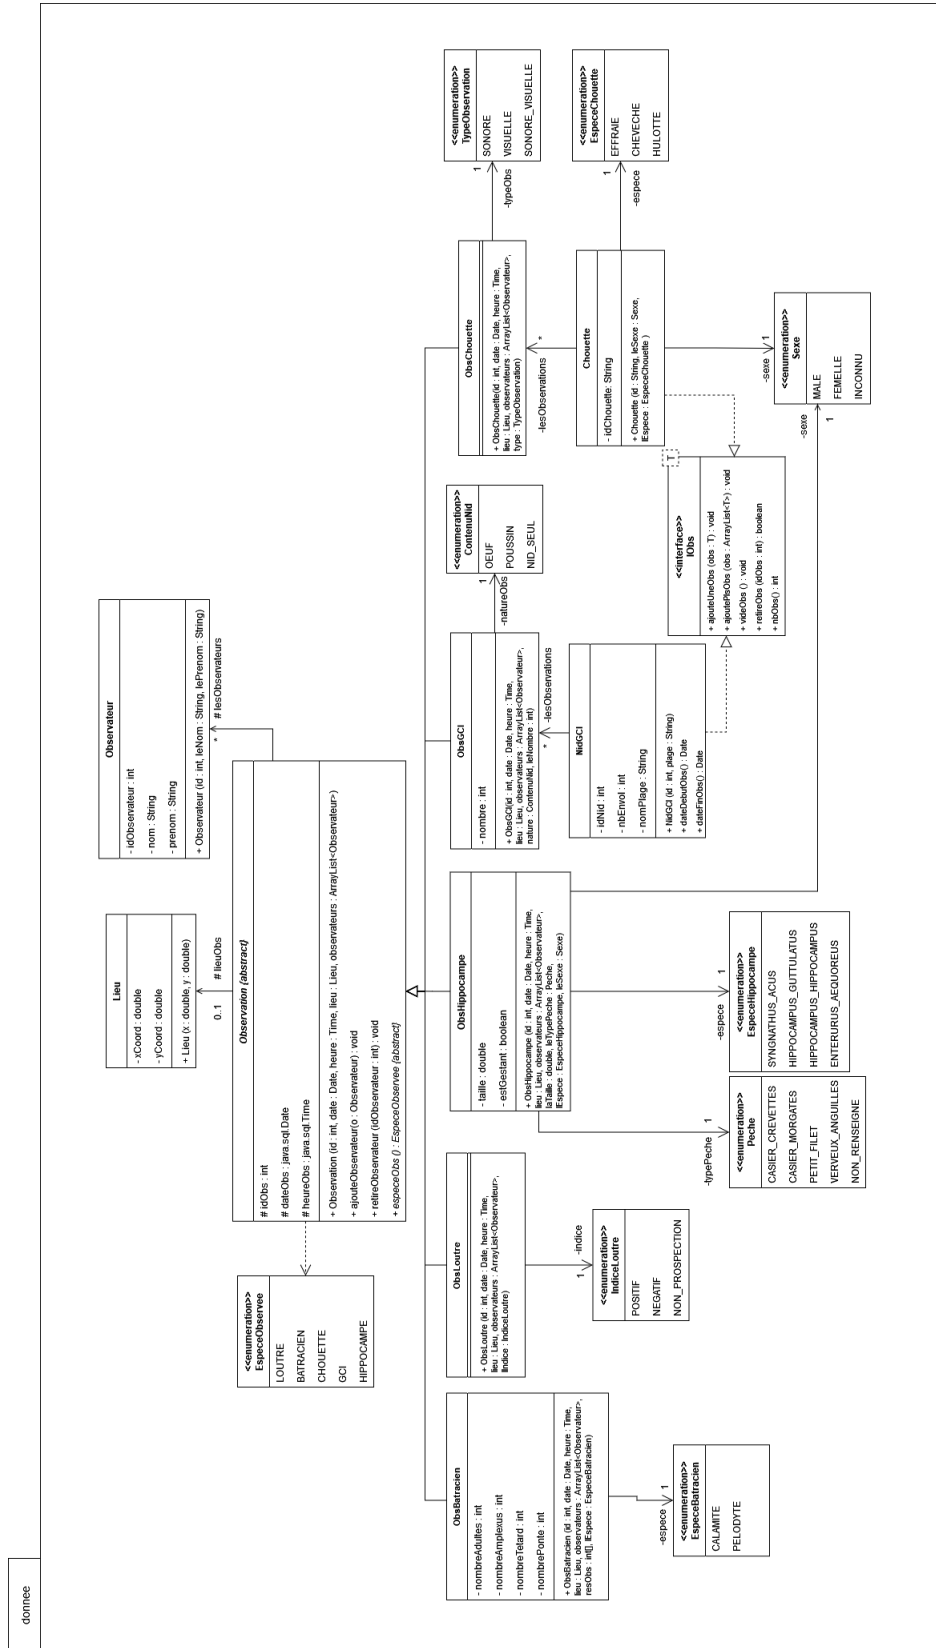 donnee
Lieu
- xCoord : double
- yCoord : double
+ Lieu (x : double, y : double)
0..1
# lieuObs
Observateur
- idObservateur : int
- nom : String
- prenom : String
+ Observateur (id : int, leNom : String, lePrenom : String)
*
# lesObservateurs
<<enumeration>>
EspeceObservee
LOUTRE
BATRACIEN
CHOUETTE
GCI
HIPPOCAMPE
Observation {abstract}
# idObs : int
# dateObs : java.sql.Date
# heureObs : java.sql.Time
+ Observation (id : int, date : Date, heure : Time, lieu : Lieu, observateurs : ArrayList<Observateur>)
+ ajouteObservateur(o : Observateur) : void
+ retireObservateur (idObservateur : int) : void
+ especeObs () : EspeceObservee {abstract}
ObsBatracien
- nombreAdultes : int
- nombreAmplexus : int
- nombreTetard : int
- nombrePonte : int
+ ObsBatracien (id : int, date : Date, heure : Time,
lieu : Lieu, observateurs : ArrayList<Observateur>,
resObs : int[], lEspece : EspeceBatracien)
-espece
1
<<enumeration>>
EspeceBatracien
CALAMITE
PELODYTE
ObsLoutre
+ ObsLoutre (id : int, date : Date, heure : Time,
lieu : Lieu, observateurs : ArrayList<Observateur>,
lIndice : IndiceLoutre)
1
-indice
<<enumeration>>
IndiceLoutre
POSITIF
NEGATIF
NON_PROSPECTION
ObsHippocampe
- taille : double
- estGestant : boolean
+ ObsHippocampe (id : int, date : Date, heure : Time,
lieu : Lieu, observateurs : ArrayList<Observateur>,
laTaille : double, leTypePeche : Peche,
lEspece : EspeceHippocampe, leSexe : Sexe)
-typePeche
1
<<enumeration>>
Peche
CASIER_CREVETTES
CASIER_MORGATES
PETIT_FILET
VERVEUX_ANGUILLES
NON_RENSEIGNE
-espece
1
<<enumeration>>
EspeceHippocampe
SYNGNATHUS_ACUS
HIPPOCAMPUS_GUTTULATUS
HIPPOCAMPUS_HIPPOCAMPUS
ENTERURUS_AEQUOREUS
ObsGCI
- nombre : int
+ ObsGCI(id : int, date : Date, heure : Time,
lieu : Lieu, observateurs : ArrayList<Observateur>,
nature : ContenuNid, leNombre : int)
-natureObs
1
<<enumeration>>
ContenuNid
OEUF
POUSSIN
NID_SEUL
*
-lesObservations
NidGCI
- idNid : int
- nbEnvol : int
- nomPlage : String
+ NidGCI (id : int, plage : String)
+ dateDebutObs() : Date
+ dateFinObs() : Date
<<interface>>
IObs
T
+ ajouteUneObs (obs : T) : void
+ ajoutePlsObs (obs : ArrayList<T>) : void
+ videObs () : void
+ retireObs (idObs : int) : boolean
+ nbObs() : int
ObsChouette
+ ObsChouette(id : int, date : Date, heure : Time,
lieu : Lieu, observateurs : ArrayList<Observateur>,
type : TypeObservation)
-typeObs
1
<<enumeration>>
TypeObservation
SONORE
VISUELLE
SONORE_VISUELLE
-lesObservations
*
Chouette
- idChouette: String
+ Chouette (id : String, leSexe : Sexe,
lEspece : EspeceChouette )
-espece
1
<<enumeration>>
EspeceChouette
EFFRAIE
CHEVECHE
HULOTTE
-sexe
1
-sexe
1
<<enumeration>>
Sexe
MALE
FEMELLE
INCONNU